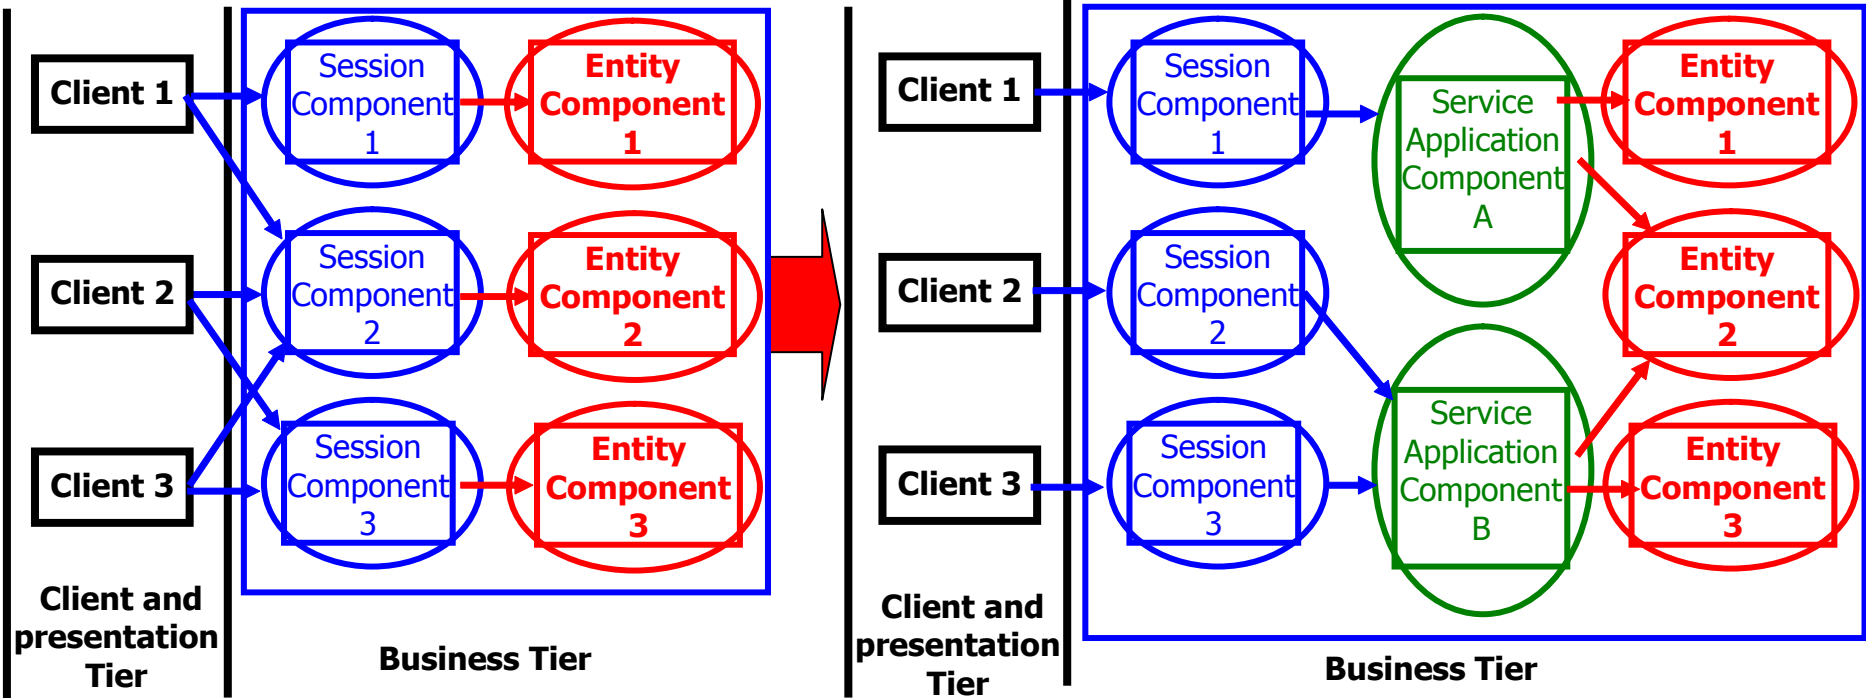 Client 1
Client 2
Client 3
Client and
presentation
Tier
Session
Component
1
Entity
Component
1
Session
Component
2
Entity
Component
2
Session
Component
3
Entity
Component
3
Business Tier
Client 1
Client 2
Client 3
Client and
presentation
Tier
Session
Component
1
Session
Component
2
Session
Component
3
Service
Application
Component
A
Service
Application
Component
B
Entity
Component
1
Entity
Component
2
Entity
Component
3
Business Tier